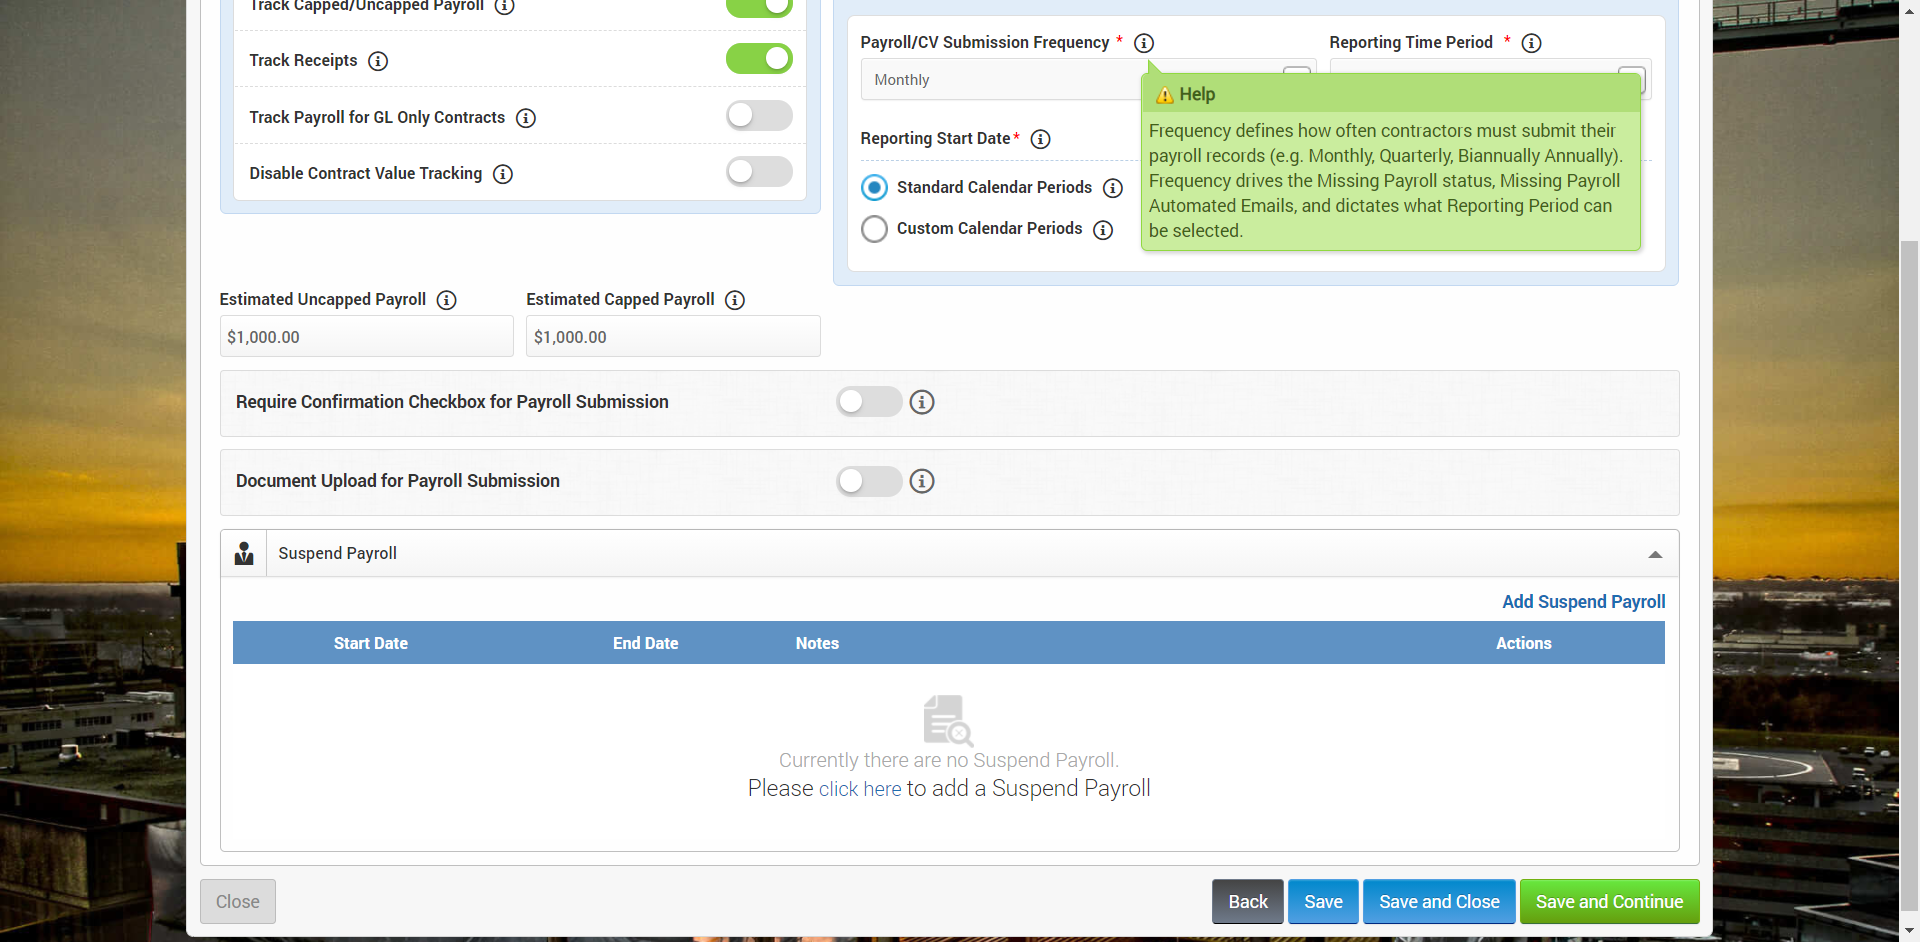 Track Capped/Uncapped Payroll
Track Receipts
Track Payroll for GL Only Contracts
Disable Contract Value Tracking
Payroll/CV Submission Frequency *
Reporting Time Period *
Monthly
Help
Frequency defines how often contractors must submit their
payroll records (e.g. Monthly, Quarterly, Biannually Annually).
Frequency drives the Missing Payroll status, Missing Payroll
Automated Emails, and dictates what Reporting Period can
be selected.
Reporting Start Date*
Standard Calendar Periods
Custom Calendar Periods
Estimated Uncapped Payroll
Estimated Capped Payroll
$1,000.00
$1,000.00
Require Confirmation Checkbox for Payroll Submission
Document Upload for Payroll Submission
Suspend Payroll
Add Suspend Payroll
Start Date End Date Notes Actions
Currently there are no Suspend Payroll.
Please click here to add a Suspend Payroll
Close
Back
Save
Save and Close
Save and Continue